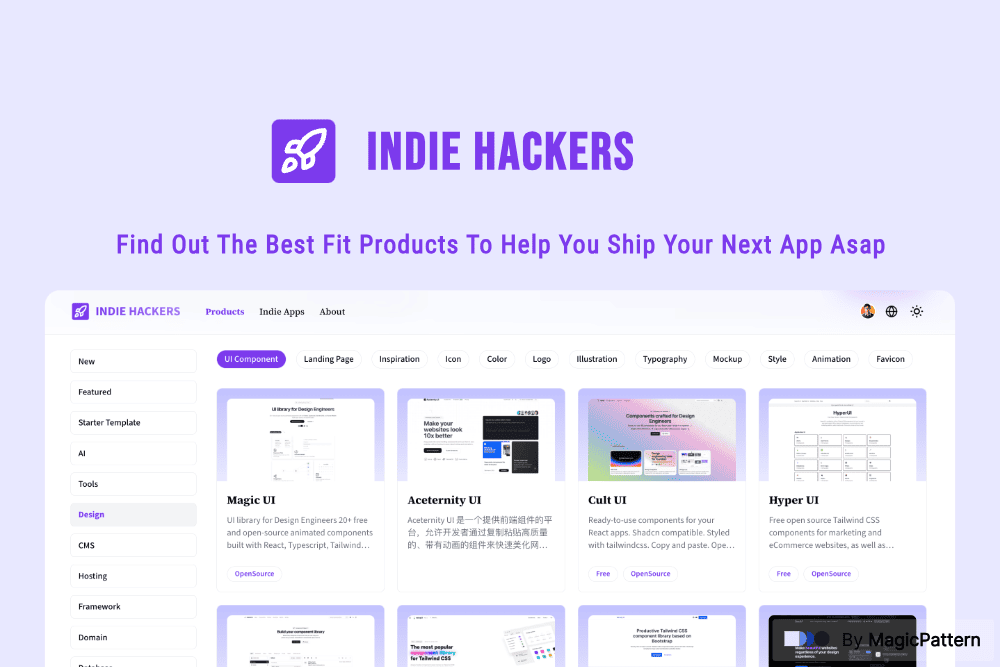 INDIE HACKERS
Find Out The Best Fit Products To Help You Ship Your Next App Asap
INDIE HACKERS
Products
Indie Apps
About
New
Featured
Starter Template
AI
Tools
Design
CMS
Hosting
Framework
Domain
Database
UI Component
Landing Page
Inspiration
Icon
Color
Logo
Illustration
Typography
Mockup
Style
Animation
Favicon
UI library for Design Engineers
Magic UI
UI library for Design Engineers 20+ free
and open-source animated components
built with React, Typescript, Tailwind…
OpenSource
Make your
websites look
10x better
Aceternity UI
Aceternity UI 是一个提供前端组件的平
台，允许开发者通过复制粘贴高质量
的、带有动画的组件来快速美化网…
Components crafted for Design
Engineers
Cult UI
Ready-to-use components for your
React apps. Shadcn compatible. Styled
with tailwindcss. Copy and paste. Ope…
Free
OpenSource
HyperUI
Hyper UI
Free open source Tailwind CSS
components for marketing and
eCommerce websites, as well as…
Free
OpenSource
Build your component library
The most popular
component library
for Tailwind CSS
Productive Tailwind CSS
component library based on
Bootstrap
By MagicPattern